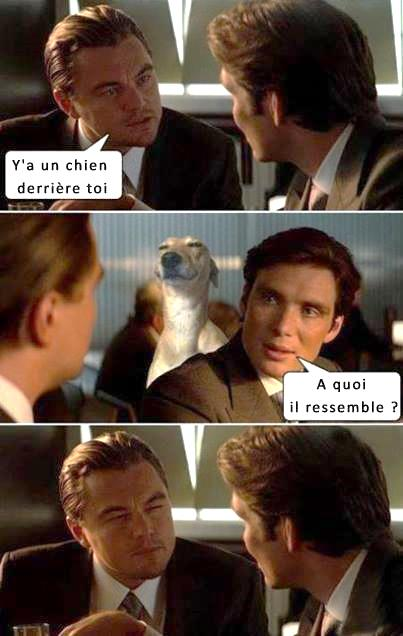 Y'a un chien
derrière toi
A quoi
il ressemble ?